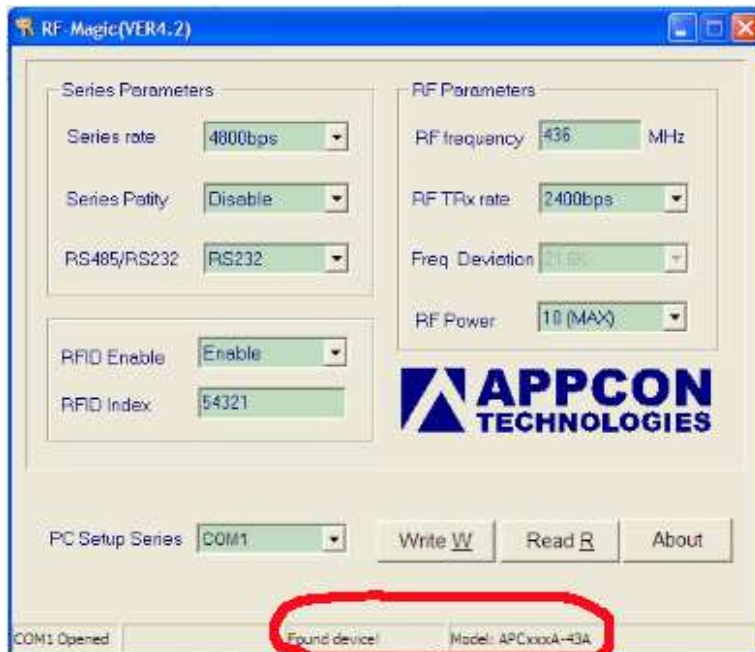 RF-Magic(VER4.2)
Series Parameters
Series rate 4800bps
Series Patity Disable
RS485/RS232 RS232
RFID Enable Enable
RFID Index 54321
RF Parameters
RF frequency 436 MHz
RF TRx rate 2400bps
Freq Deviation
RF Power 10 (MAX)
APPCON
TECHNOLOGIES
PC Setup Series COM1 Write W Read R About
COM1 Opened Found device! Model: APCxxxA-43A